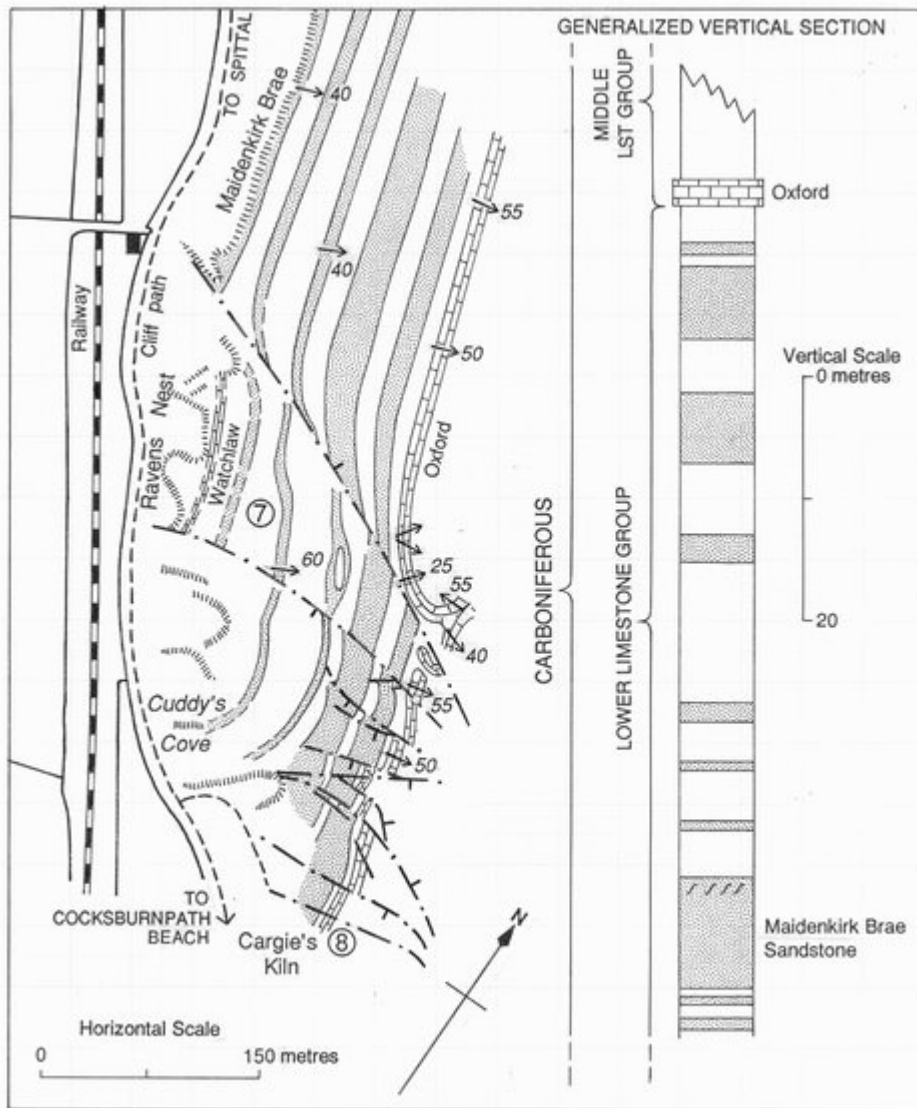 GENERALIZED VERTICAL SECTION
TO SPITTAL
Maidenkirk Brae
40
MIDDLE
LST GROUP
Oxford
55
40
Railway
Cliff path
50
Vertical Scale
0 metres
Ravens Nest
Watchlaw
Oxford
7
60
25
55
20
40
CARBONIFEROUS
LOWER LIMESTONE GROUP
Cuddy's
Cove
55
50
TO
COCKSBURNPATH
BEACH
Cargie's
Kiln
8
N
Maidenkirk Brae
Sandstone
Horizontal Scale
0
150 metres